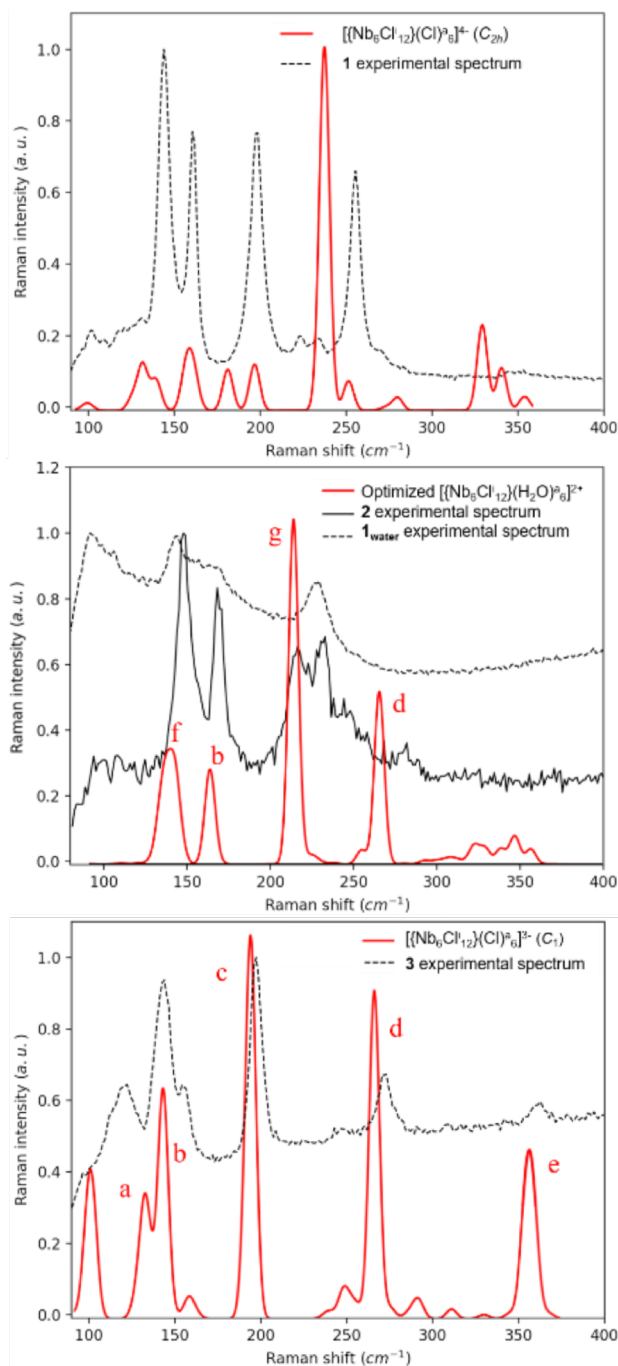 [{Nb₆Clⁱ₁₂}(Cl)ᵃ₆]⁴⁻ (C₂ₕ)
1 experimental spectrum
Raman intensity (a. u.)
1.0
0.8
0.6
0.4
0.2
0.0
100 150 200 250 300 350 400
Raman shift (cm⁻¹)
Optimized [{Nb₆Clⁱ₁₂}(H₂O)ᵃ₆]²⁺
2 experimental spectrum
1water experimental spectrum
Raman intensity (a. u.)
1.2
1.0
0.8
0.6
0.4
0.2
0.0
g
d
f
b
100 150 200 250 300 350 400
Raman shift (cm⁻¹)
[{Nb₆Clⁱ₁₂}(Cl)ᵃ₆]³⁻ (C₁)
3 experimental spectrum
Raman intensity (a. u.)
1.0
0.8
0.6
0.4
0.2
0.0
c
d
a
b
e
100 150 200 250 300 350 400
Raman shift (cm⁻¹)